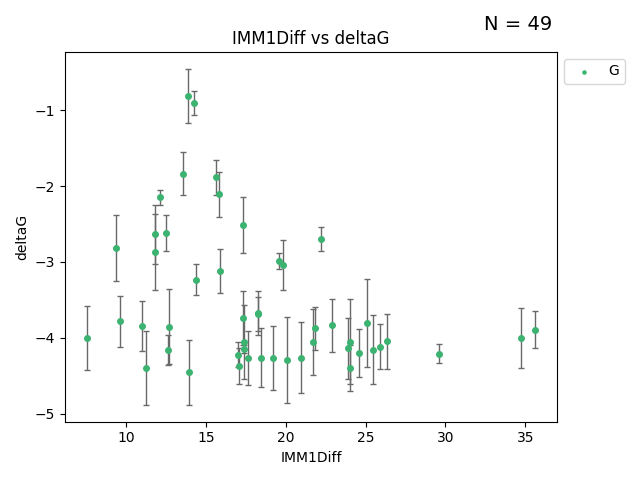 N = 49
IMM1Diff vs deltaG
G
−1
−2
−3
−4
−5
deltaG
10 15 20 25 30 35
IMM1Diff